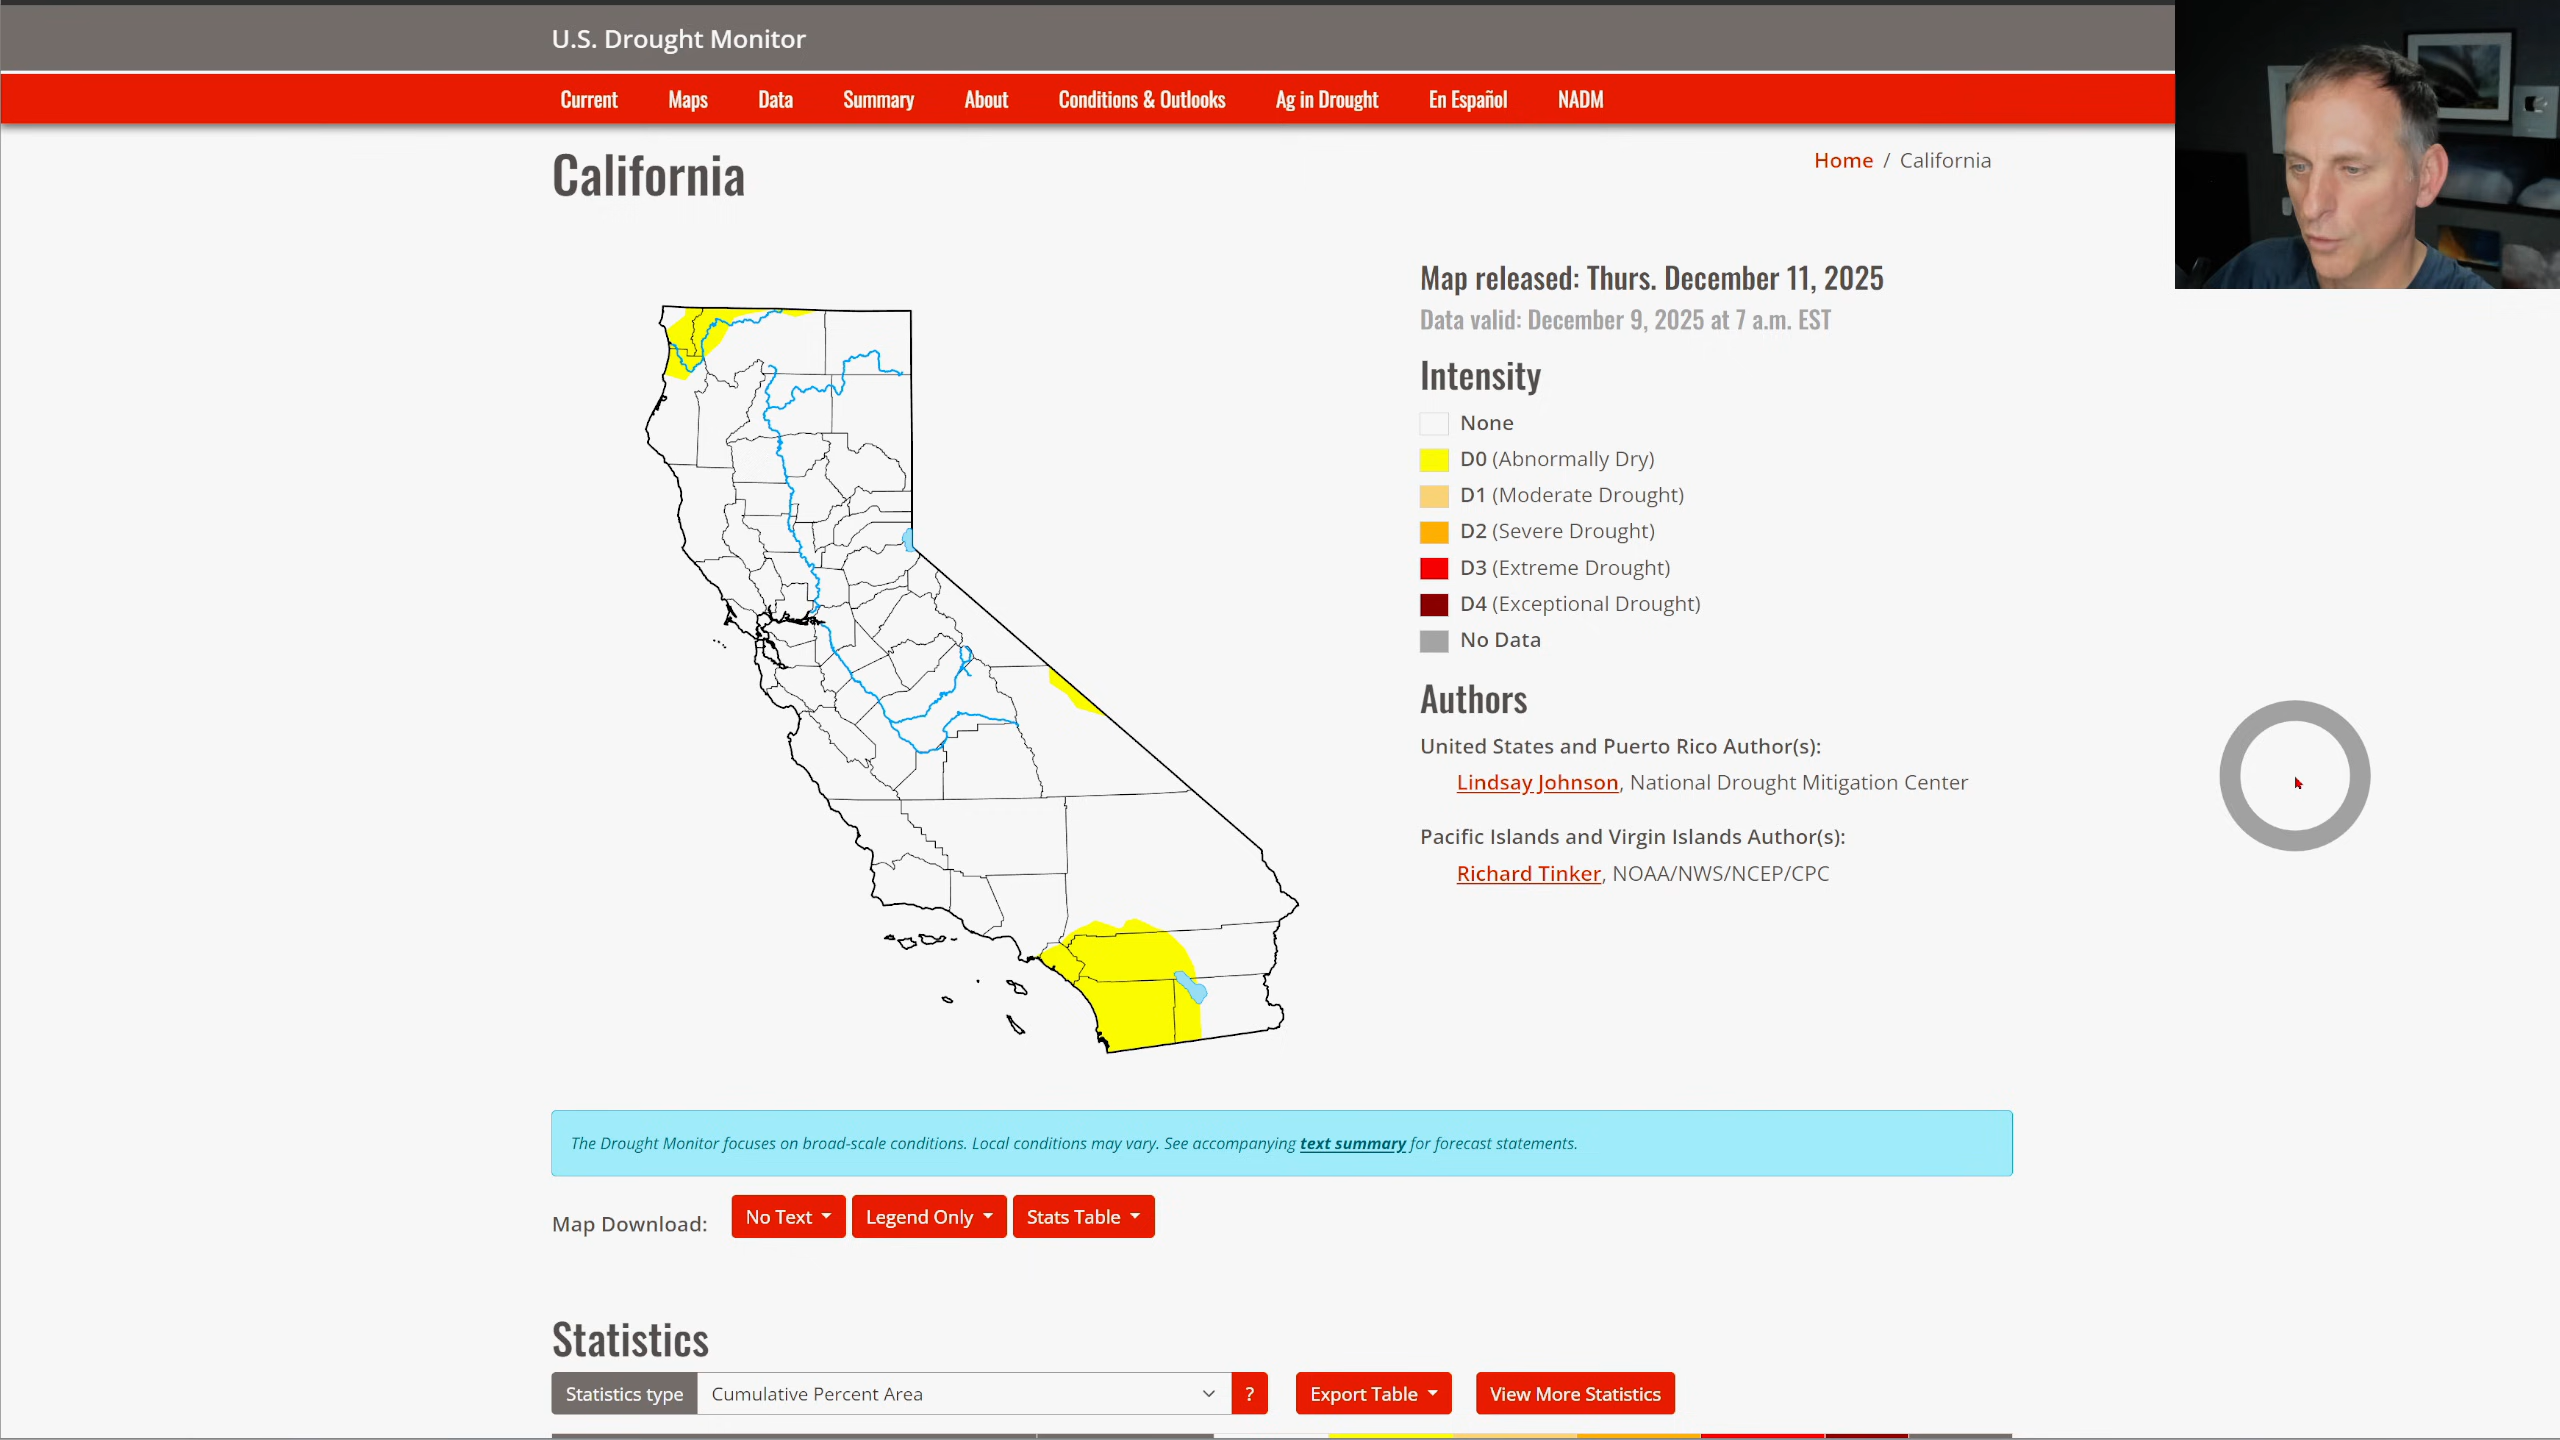 U.S. Drought Monitor
Current Maps Data Summary About Conditions & Outlooks Ag in Drought En Español NADM
California
Home / California
Map released: Thurs. December 11, 2025
Data valid: December 9, 2025 at 7 a.m. EST
Intensity
None
D0 (Abnormally Dry)
D1 (Moderate Drought)
D2 (Severe Drought)
D3 (Extreme Drought)
D4 (Exceptional Drought)
No Data
Authors
United States and Puerto Rico Author(s):
Lindsay Johnson, National Drought Mitigation Center
Pacific Islands and Virgin Islands Author(s):
Richard Tinker, NOAA/NWS/NCEP/CPC
The Drought Monitor focuses on broad-scale conditions. Local conditions may vary. See accompanying text summary for forecast statements.
Map Download: No Text Legend Only Stats Table
Statistics
Statistics type Cumulative Percent Area ? Export Table View More Statistics